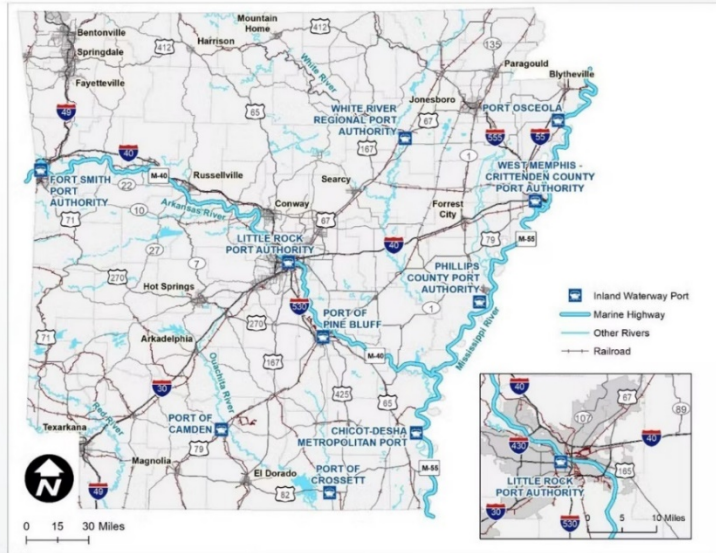 Mountain
Home
412
Bentonville
Harrison
412
135
Springdale
Paragould
Blytheville
Fayetteville
White River
65
Jonesboro
PORT OSCEOLA
49
WHITE RIVER
REGIONAL PORT
AUTHORITY
67
555
55
40
167
1
WEST MEMPHIS -
CRITTENDEN COUNTY
PORT AUTHORITY
M-40
Russellville
Searcy
FORT SMITH
PORT
AUTHORITY
22
Conway
Forrest
City
10
Arkansas River
67
71
79
M-55
LITTLE ROCK
PORT AUTHORITY
40
27
7
PHILLIPS
COUNTY PORT
AUTHORITY
270
Hot Springs
530
1
Inland Waterway Port
Marine Highway
Other Rivers
Railroad
PORT OF
PINE BLUFF
270
71
Arkadelphia
Mississippi River
M-40
167
Ouachita River
30
425
65
Red River
PORT OF
CAMDEN
Texarkana
CHICOT-DESHA
METROPOLITAN PORT
79
Magnolia
El Dorado
PORT OF
CROSSETT
M-55
N
49
82
0 15 30 Miles
40
67
107
89
430
40
165
LITTLE ROCK
PORT AUTHORITY
30
530
0 5 10 Miles